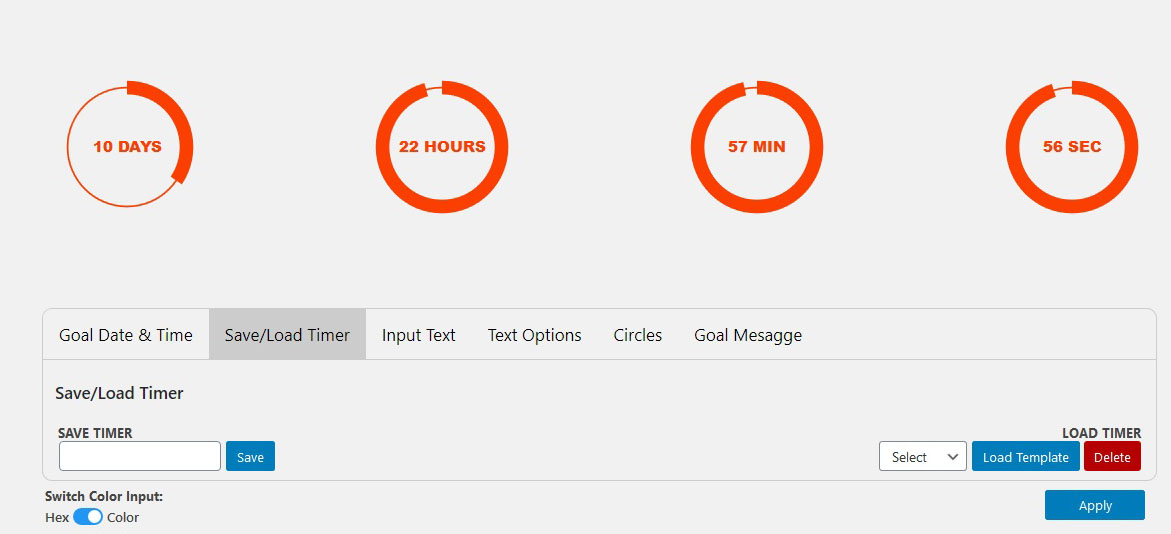 10 DAYS
22 HOURS
57 MIN
56 SEC
Goal Date & Time
Save/Load Timer
Input Text
Text Options
Circles
Goal Mesagge
Save/Load Timer
SAVE TIMER
LOAD TIMER
Save
Select
Load Template
Delete
Switch Color Input:
Hex
Color
Apply